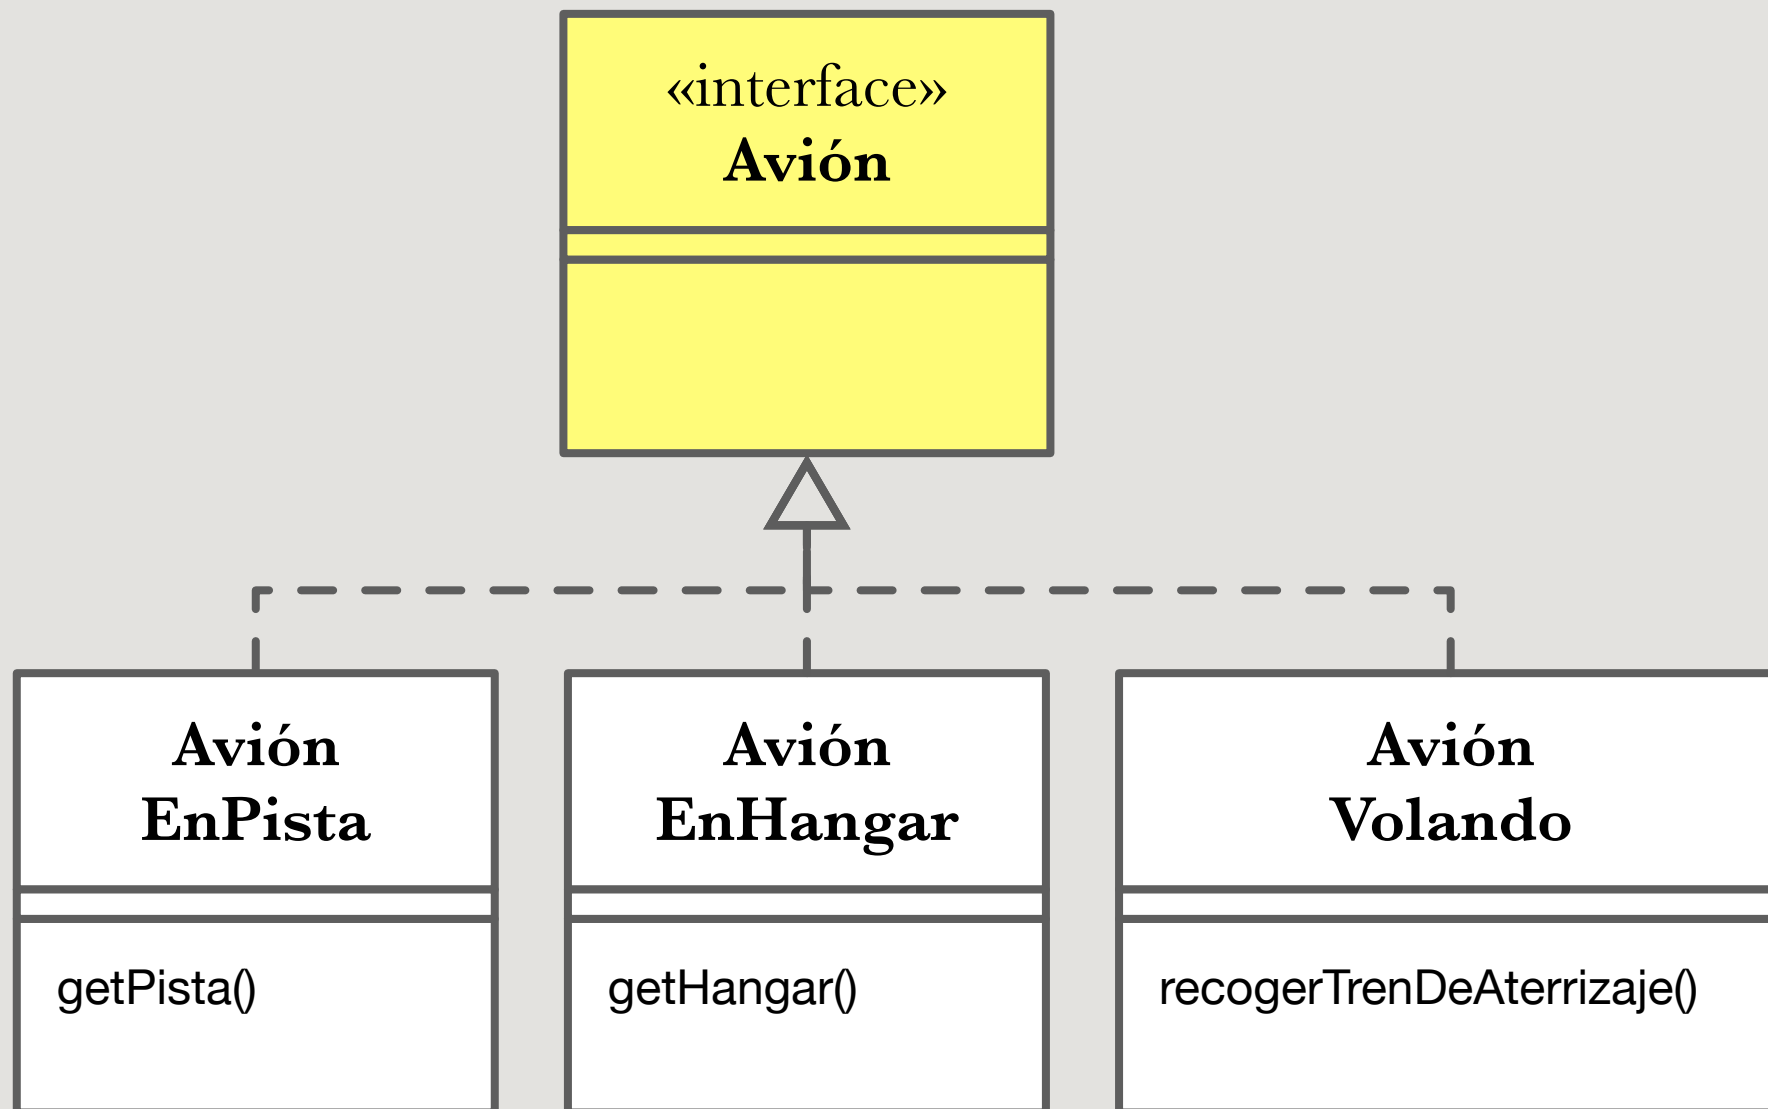 «interface»
Avión
Avión
EnPista
getPista()
Avión
EnHangar
getHangar()
Avión
Volando
recogerTrenDeAterrizaje()